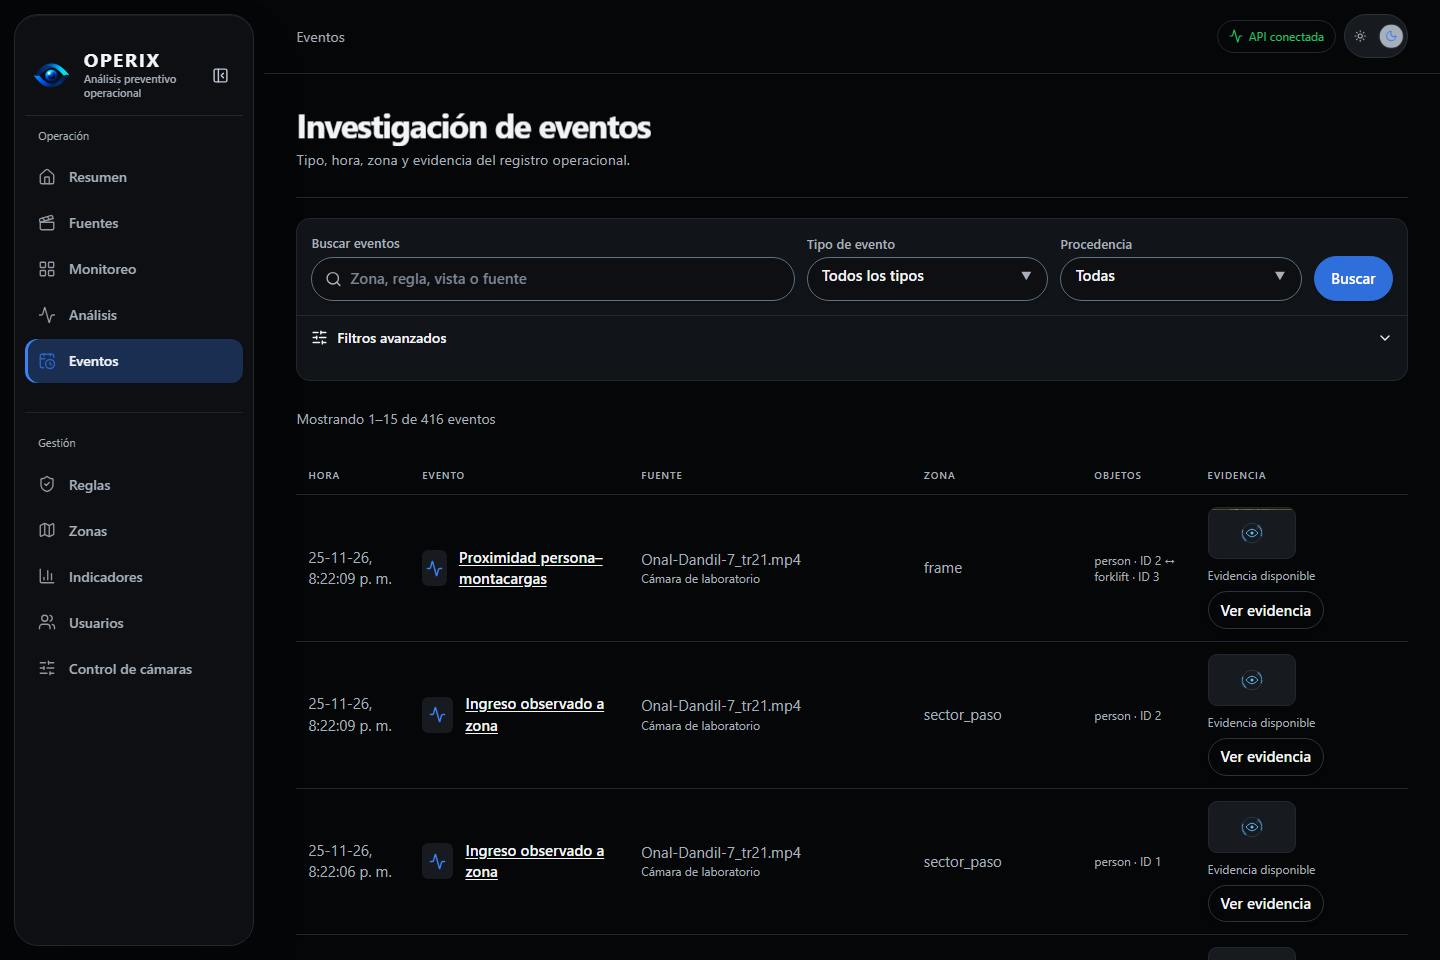 OPERIX
Análisis preventivo
operacional
Operación
Resumen
Fuentes
Monitoreo
Análisis
Eventos
Gestión
Reglas
Zonas
Indicadores
Usuarios
Control de cámaras
Eventos
API conectada
Investigación de eventos
Tipo, hora, zona y evidencia del registro operacional.
Buscar eventos
Tipo de evento
Procedencia
Zona, regla, vista o fuente
Todos los tipos
Todas
Buscar
Filtros avanzados
Mostrando 1–15 de 416 eventos
HORA EVENTO FUENTE ZONA OBJETOS EVIDENCIA
25-11-26,
8:22:09 p. m.
Proximidad persona–
montacargas
Onal-Dandil-7_tr21.mp4
Cámara de laboratorio
frame
person · ID 2 ↔
forklift · ID 3
Evidencia disponible
Ver evidencia
25-11-26,
8:22:09 p. m.
Ingreso observado a
zona
Onal-Dandil-7_tr21.mp4
Cámara de laboratorio
sector_paso
person · ID 2
Evidencia disponible
Ver evidencia
25-11-26,
8:22:06 p. m.
Ingreso observado a
zona
Onal-Dandil-7_tr21.mp4
Cámara de laboratorio
sector_paso
person · ID 1
Evidencia disponible
Ver evidencia